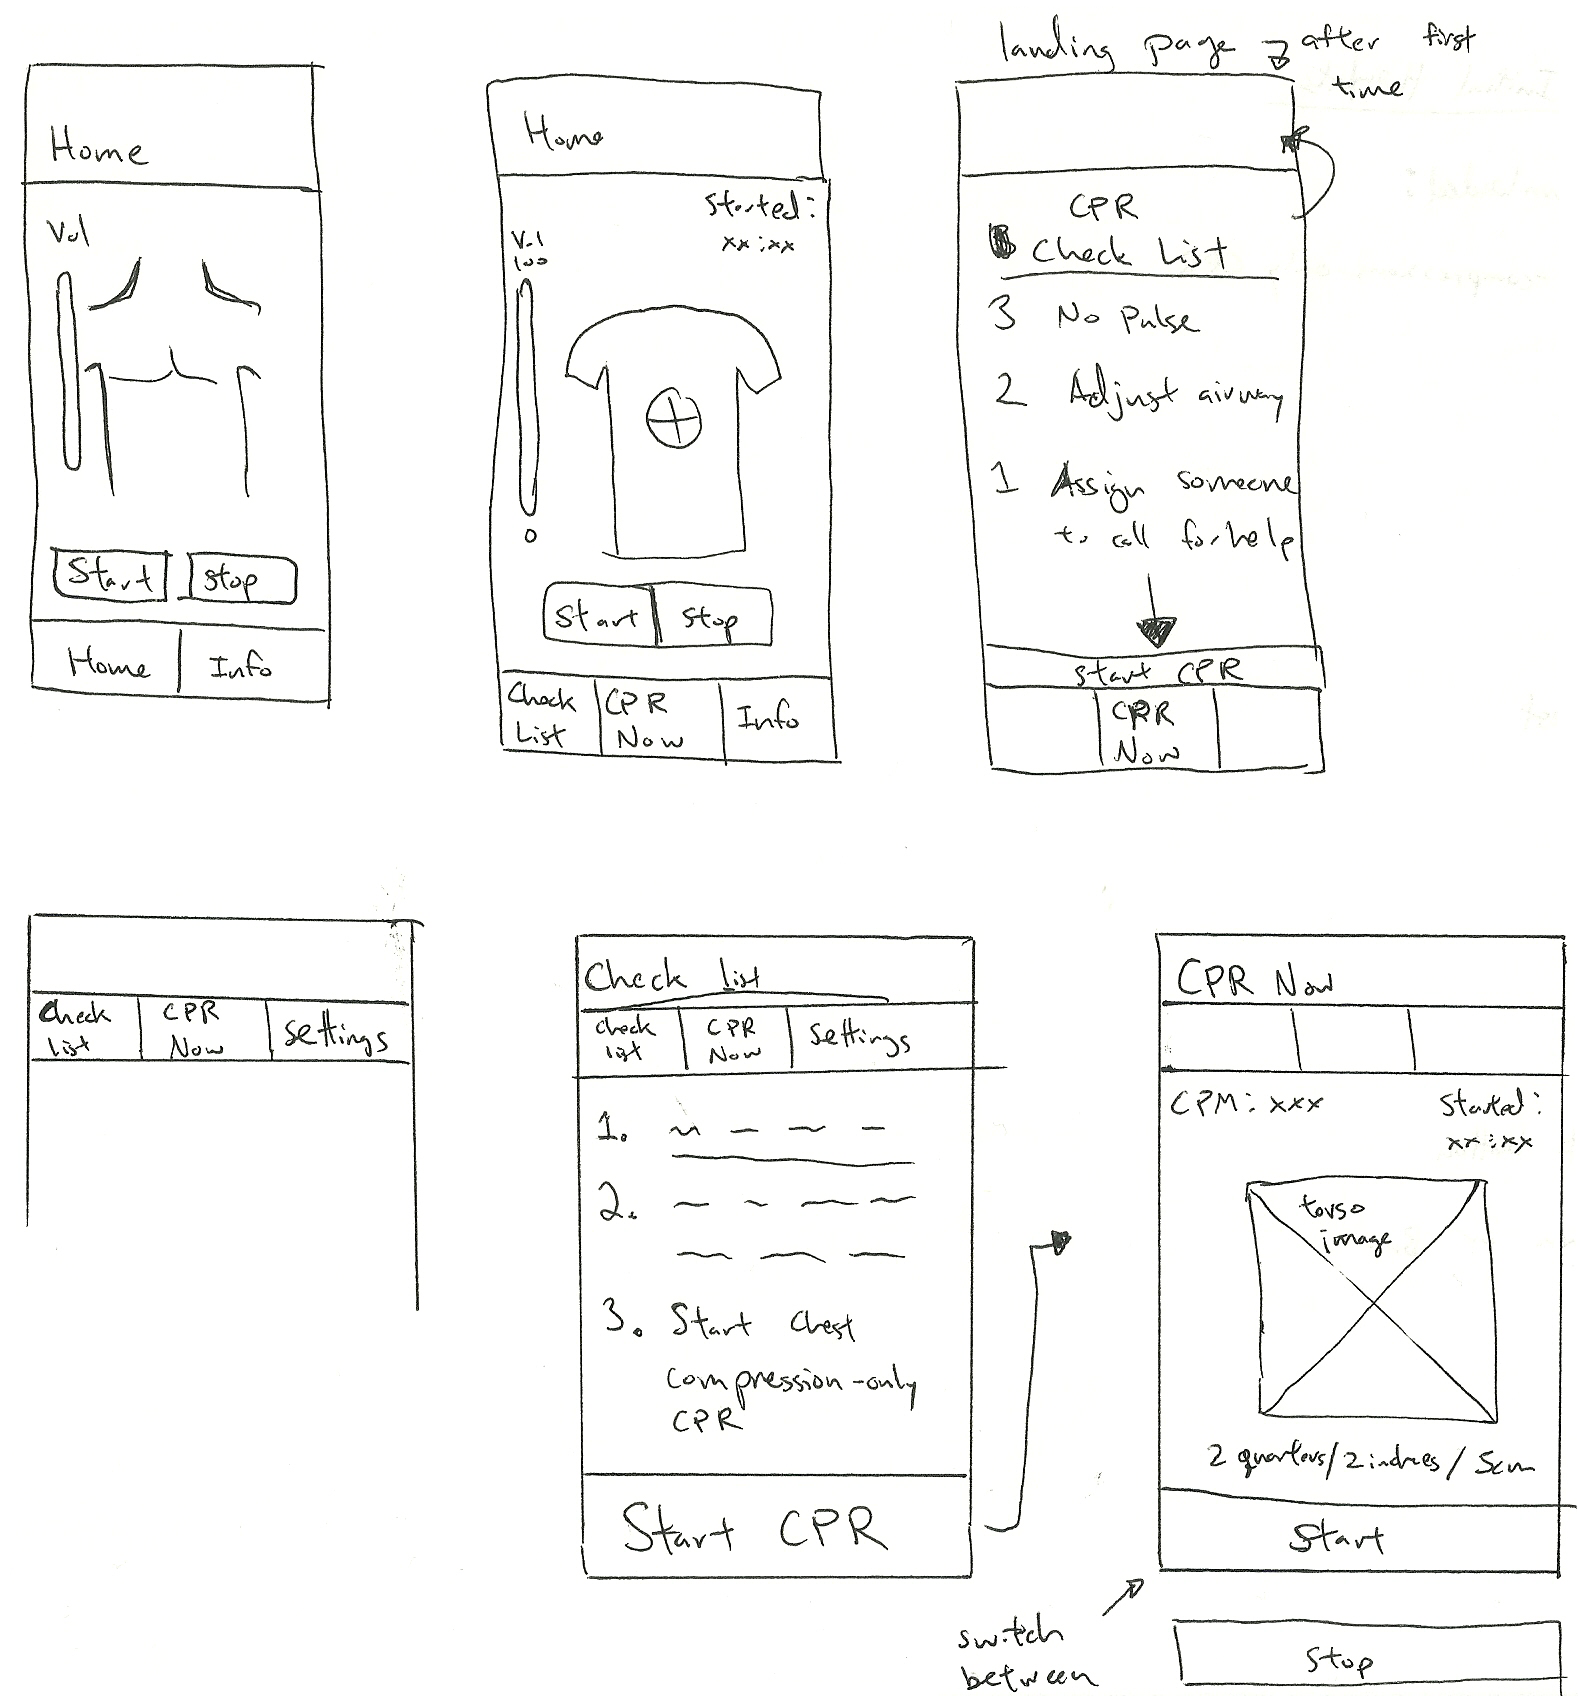 landing page after first
time
Home
Vol
Start stop
Home Info
Home
Started:
xx:xx
Vol
100
0
Start Stop
Check
List
CPR
Now
Info
CPR
Check List
3 No Pulse
2 Adjust airway
1 Assign someone
to call for help
Start CPR
CPR
Now
Check
list
CPR
Now
Settings
Check list
Check
list
CPR
Now
Settings
1.
2.
3. Start Chest
compression-only
CPR
Start CPR
CPR Now
CPM: xxx
Started:
xx:xx
torso
image
2 quarters/2 inches/5cm
Start
switch
between
Stop